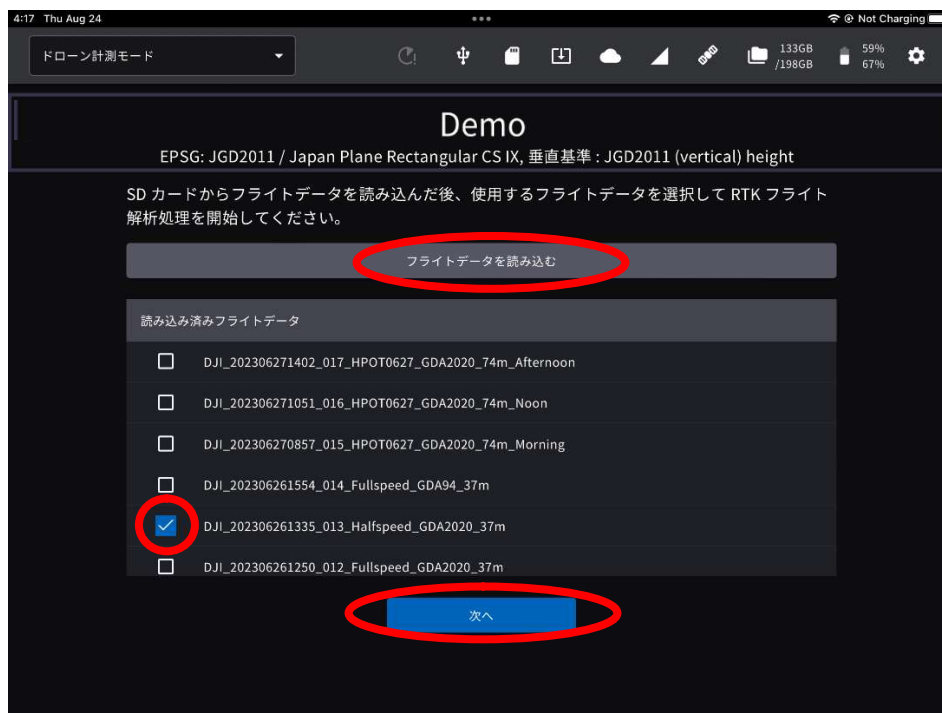 4:17 Thu Aug 24
Not Charging
ドローン計測モード
133GB
/198GB
59%
67%
Demo
EPSG: JGD2011 / Japan Plane Rectangular CS IX, 垂直基準 : JGD2011 (vertical) height
SD カードからフライトデータを読み込んだ後、使用するフライトデータを選択して RTK フライト
解析処理を開始してください。
フライトデータを読み込む
読み込み済みフライトデータ
DJI_202306271402_017_HPOT0627_GDA2020_74m_Afternoon
DJI_202306271051_016_HPOT0627_GDA2020_74m_Noon
DJI_202306270857_015_HPOT0627_GDA2020_74m_Morning
DJI_202306261554_014_Fullspeed_GDA94_37m
DJI_202306261335_013_Halfspeed_GDA2020_37m
DJI_202306261250_012_Fullspeed_GDA2020_37m
次へ